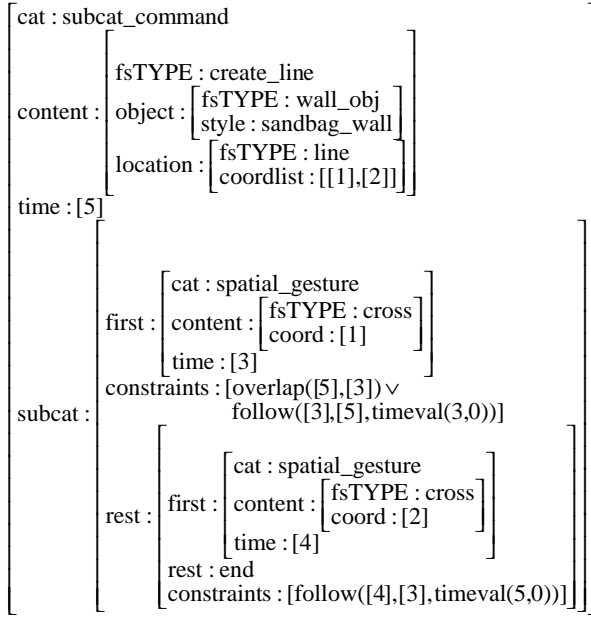 cat : subcat_command
content :
fsTYPE : create_line
object :
fsTYPE : wall_obj
style : sandbag_wall
location :
fsTYPE : line
coordlist : [[1],[2]]
time : [5]
subcat :
first :
cat : spatial_gesture
content :
fsTYPE : cross
coord : [1]
time : [3]
constraints : [overlap([5],[3]) ∨
follow([3],[5],timeval(3,0))]
rest :
first :
cat : spatial_gesture
content :
fsTYPE : cross
coord : [2]
time : [4]
rest : end
constraints : [follow([4],[3],timeval(5,0))]